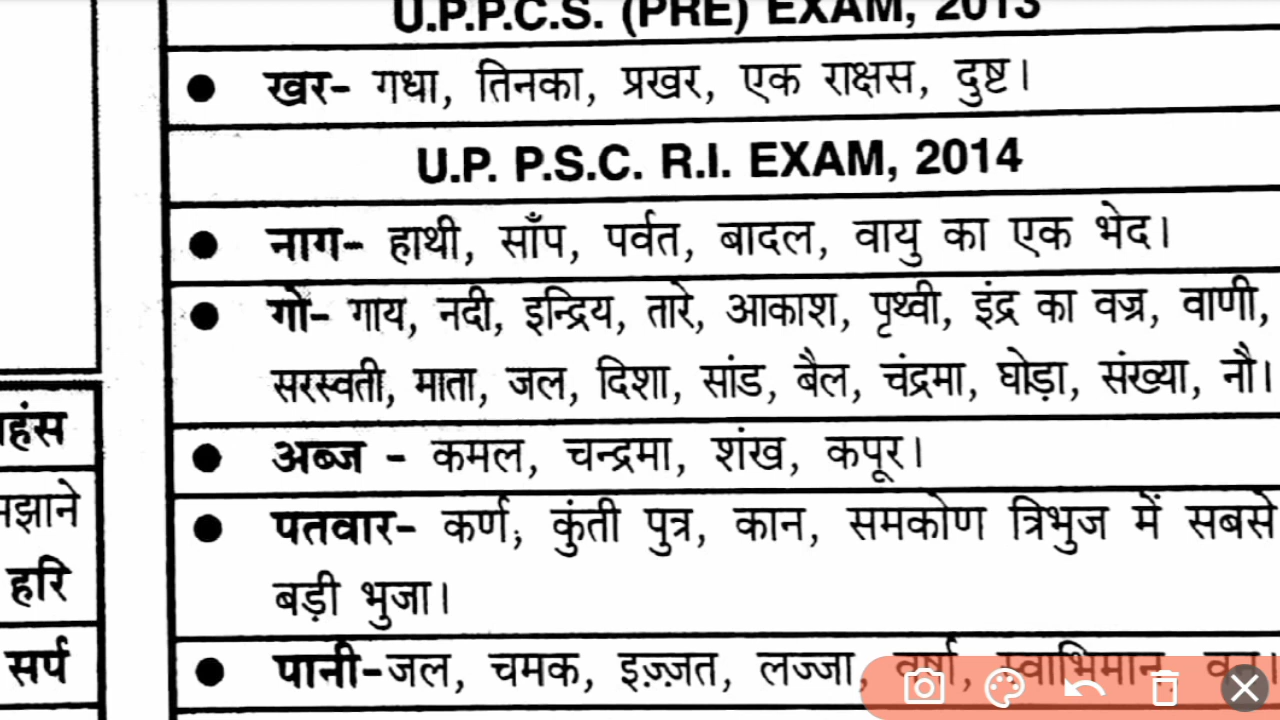 U.P.P.C.S. (PRE) EXAM, 2013
● खर– गधा, तिनका, प्रखर, एक राक्षस, दुष्ट।
U.P. P.S.C. R.I. EXAM, 2014
● नाग– हाथी, साँप, पर्वत, बादल, वायु का एक भेद।
● गो– गाय, नदी, इन्द्रिय, तारे, आकाश, पृथ्वी, इंद्र का वज्र, वाणी,
सरस्वती, माता, जल, दिशा, सांड, बैल, चंद्रमा, घोड़ा, संख्या, नौ।
● अब्ज - कमल, चन्द्रमा, शंख, कपूर।
● पतवार– कर्ण; कुंती पुत्र, कान, समकोण त्रिभुज में सबसे
बड़ी भुजा।
● पानी–जल, चमक, इज़्ज़त, लज्जा, वर्षा, स्वाभिमान,
हंस
झाने
हरि
सर्प